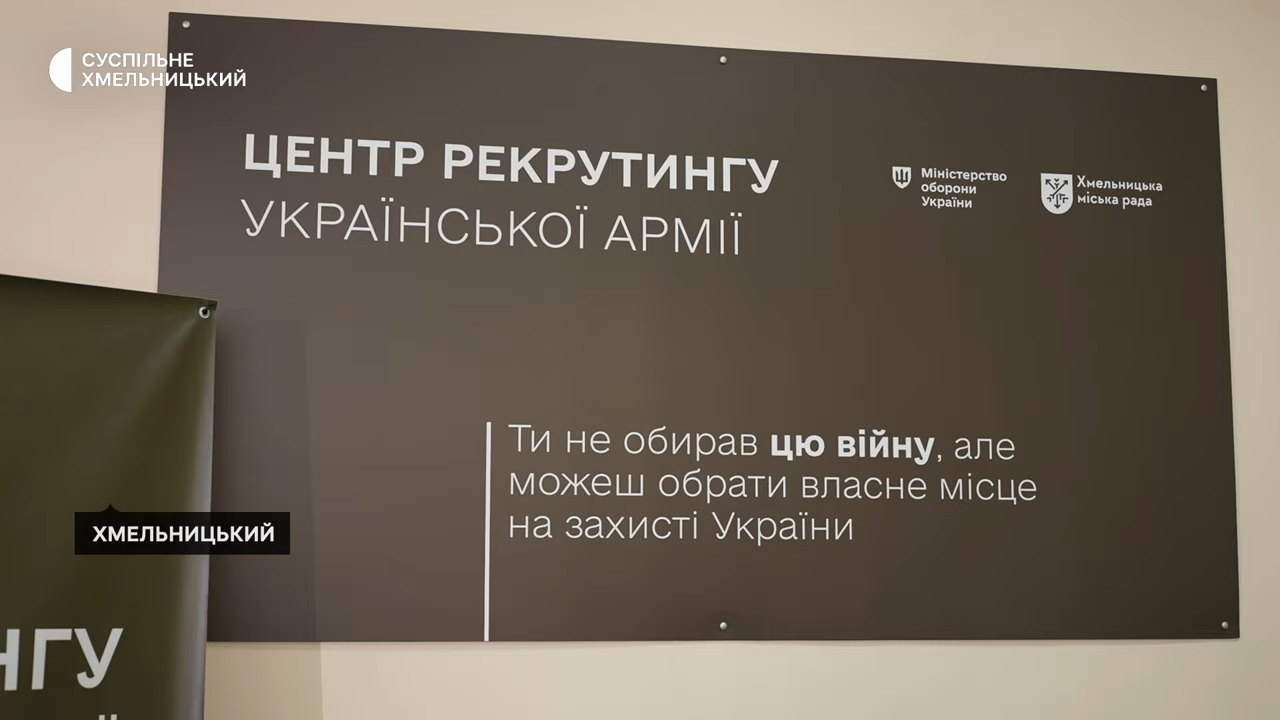 СУСПІЛЬНЕ
ХМЕЛЬНИЦЬКИЙ
ЦЕНТР РЕКРУТИНГУ
УКРАЇНСЬКОЇ АРМІЇ
Міністерство
оборони
України
Хмельницька
міська рада
Ти не обирав цю війну, але
можеш обрати власне місце
на захисті України
ХМЕЛЬНИЦЬКИЙ
НГУ